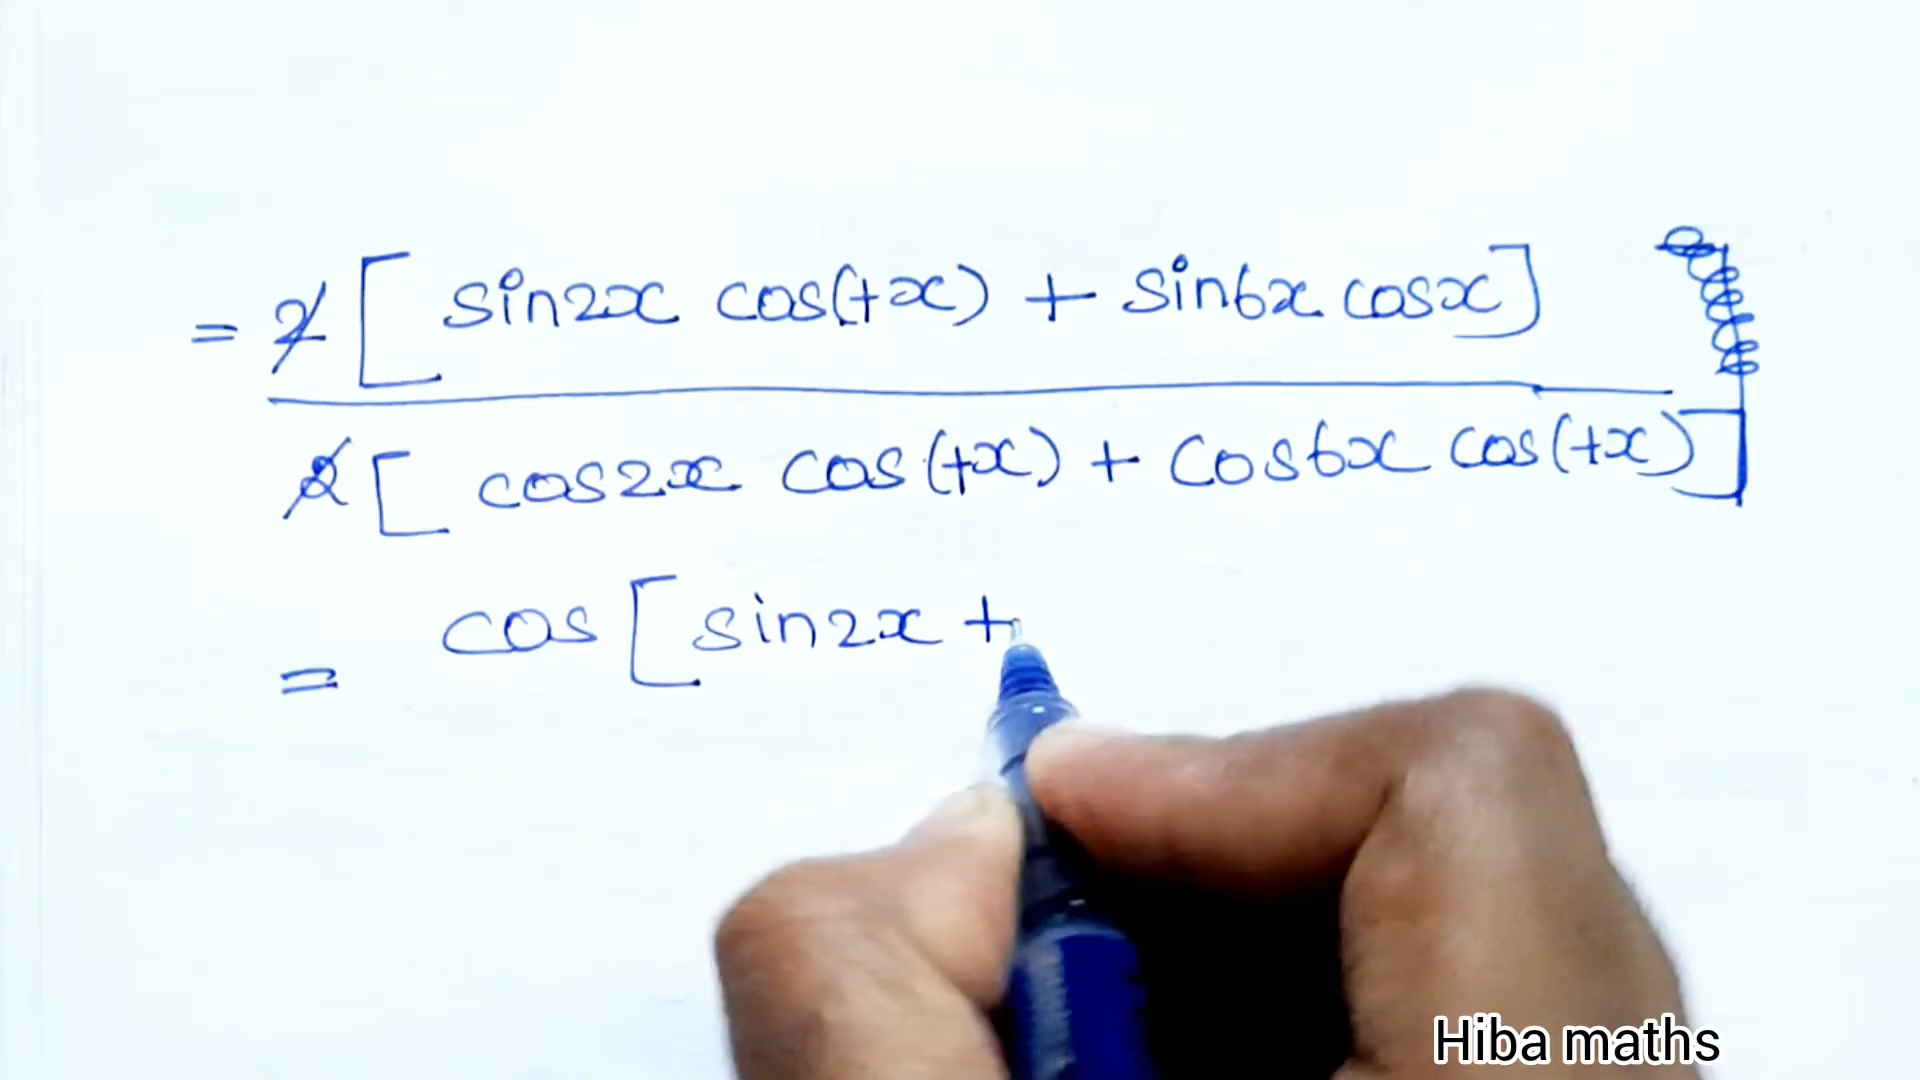 = 2 [ sin2x cos(+x) + sin6x cosx ]
2 [ cos2x cos(+x) + cos6x cos(+x) ]
= cos [ sin2x +
Hiba maths